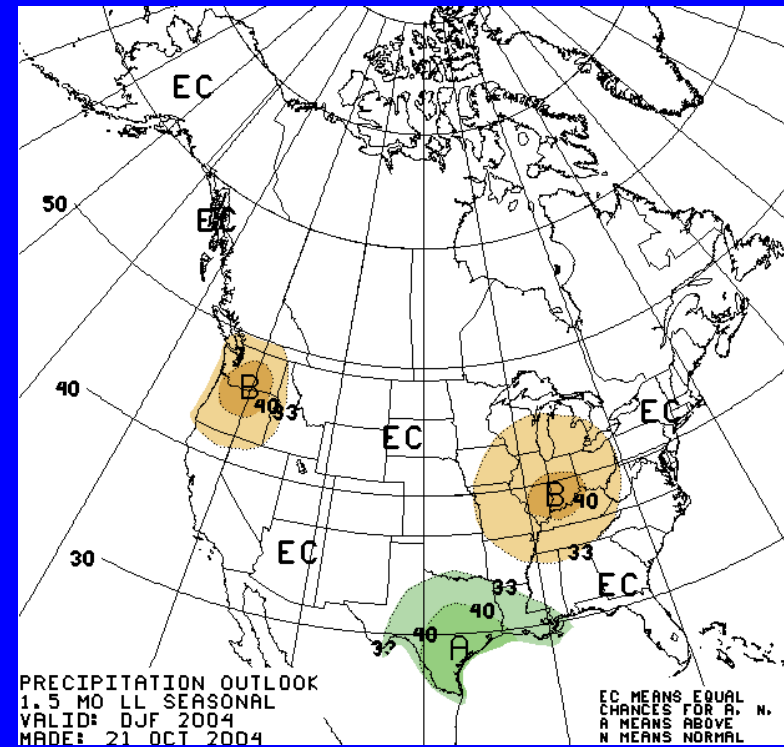 EC
EC
50
B
40
33
40
EC
EC
B
40
EC
33
30
EC
33
40
40
A
33
PRECIPITATION OUTLOOK
1.5 MO LL SEASONAL
VALID: DJF 2004
MADE: 21 OCT 2004
EC MEANS EQUAL
CHANCES FOR A, N,
A MEANS ABOVE
N MEANS NORMAL